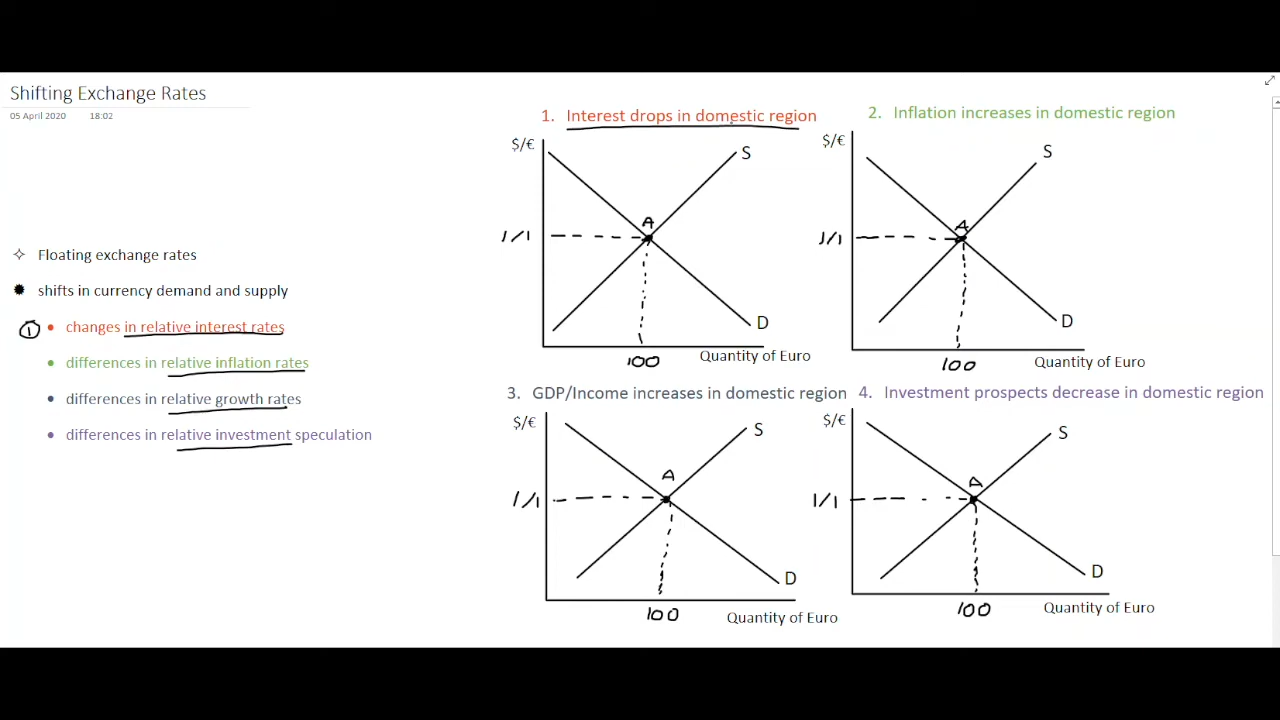 Shifting Exchange Rates
05 April 2020 18:02
Floating exchange rates
shifts in currency demand and supply
1 changes in relative interest rates
differences in relative inflation rates
differences in relative growth rates
differences in relative investment speculation
1. Interest drops in domestic region
$/€
S
A
1/1
D
100
Quantity of Euro
2. Inflation increases in domestic region
$/€
S
A
1/1
D
100
Quantity of Euro
3. GDP/Income increases in domestic region
$/€
S
A
1/1
D
100
Quantity of Euro
4. Investment prospects decrease in domestic region
$/€
S
A
1/1
D
100
Quantity of Euro